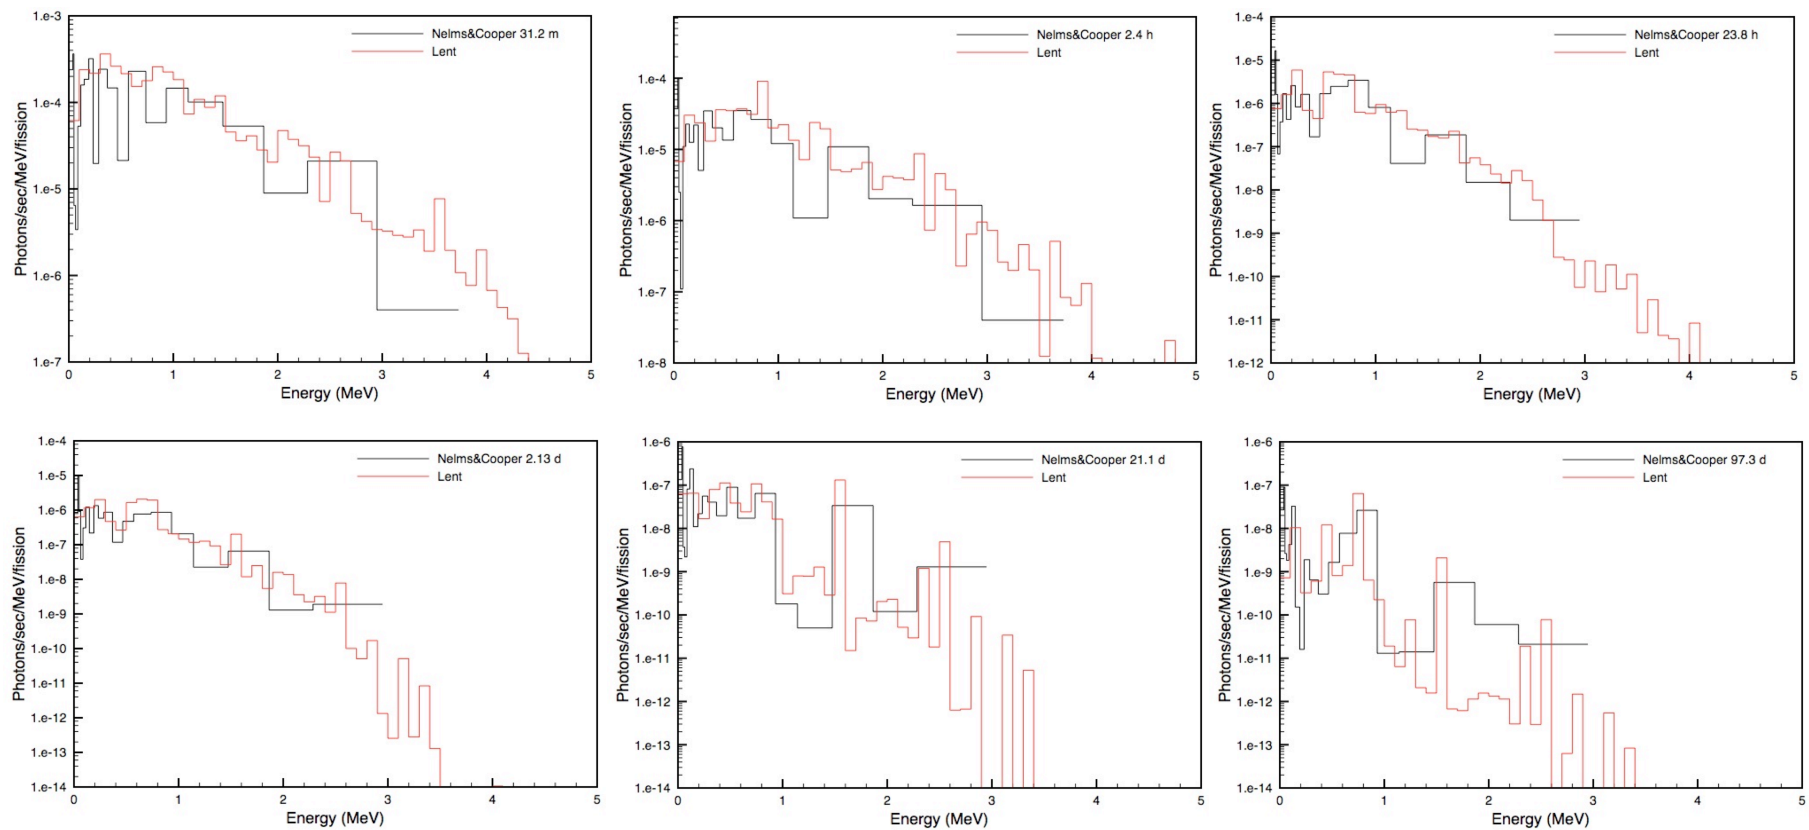 Nelms&Cooper 31.2 m
Lent
1.e-3
1.e-4
1.e-5
1.e-6
1.e-7
Photons/sec/MeV/fission
0 1 2 3 4 5
Energy (MeV)
Nelms&Cooper 2.4 h
Lent
1.e-4
1.e-5
1.e-6
1.e-7
1.e-8
Photons/sec/MeV/fission
0 1 2 3 4 5
Energy (MeV)
Nelms&Cooper 23.8 h
Lent
1.e-4
1.e-5
1.e-6
1.e-7
1.e-8
1.e-9
1.e-10
1.e-11
1.e-12
Photons/sec/MeV/fission
0 1 2 3 4 5
Energy (MeV)
Nelms&Cooper 2.13 d
Lent
1.e-4
1.e-5
1.e-6
1.e-7
1.e-8
1.e-9
1.e-10
1.e-11
1.e-12
1.e-13
1.e-14
Photons/sec/MeV/fission
0 1 2 3 4 5
Energy (MeV)
Nelms&Cooper 21.1 d
Lent
1.e-6
1.e-7
1.e-8
1.e-9
1.e-10
1.e-11
1.e-12
1.e-13
1.e-14
Photons/sec/MeV/fission
0 1 2 3 4 5
Energy (MeV)
Nelms&Cooper 97.3 d
Lent
1.e-6
1.e-7
1.e-8
1.e-9
1.e-10
1.e-11
1.e-12
1.e-13
1.e-14
Photons/sec/MeV/fission
0 1 2 3 4 5
Energy (MeV)